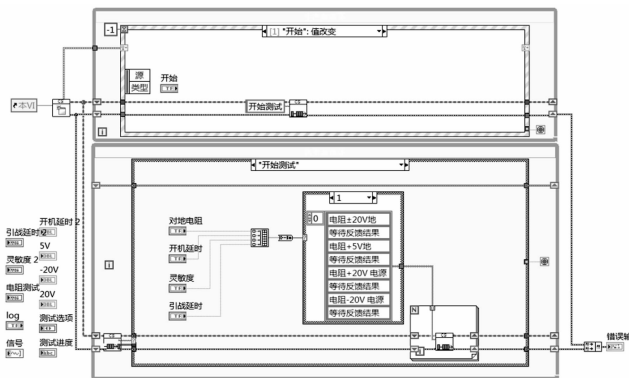 -1
[1] "开始": 值改变
源
类型
开始
本VI
开始测试
i
"开始测试"
1
对地电阻
开机延时
灵敏度
引战延时
0
电阻±20V地
等待反馈结果
电阻+5V地
等待反馈结果
电阻+20V 电源
等待反馈结果
电阻-20V 电源
等待反馈结果
i
N
i
开机延时 2
引战延时 2
5V
灵敏度 2
-20V
电阻测试
20V
log
测试选项
信号
测试进度
错误输